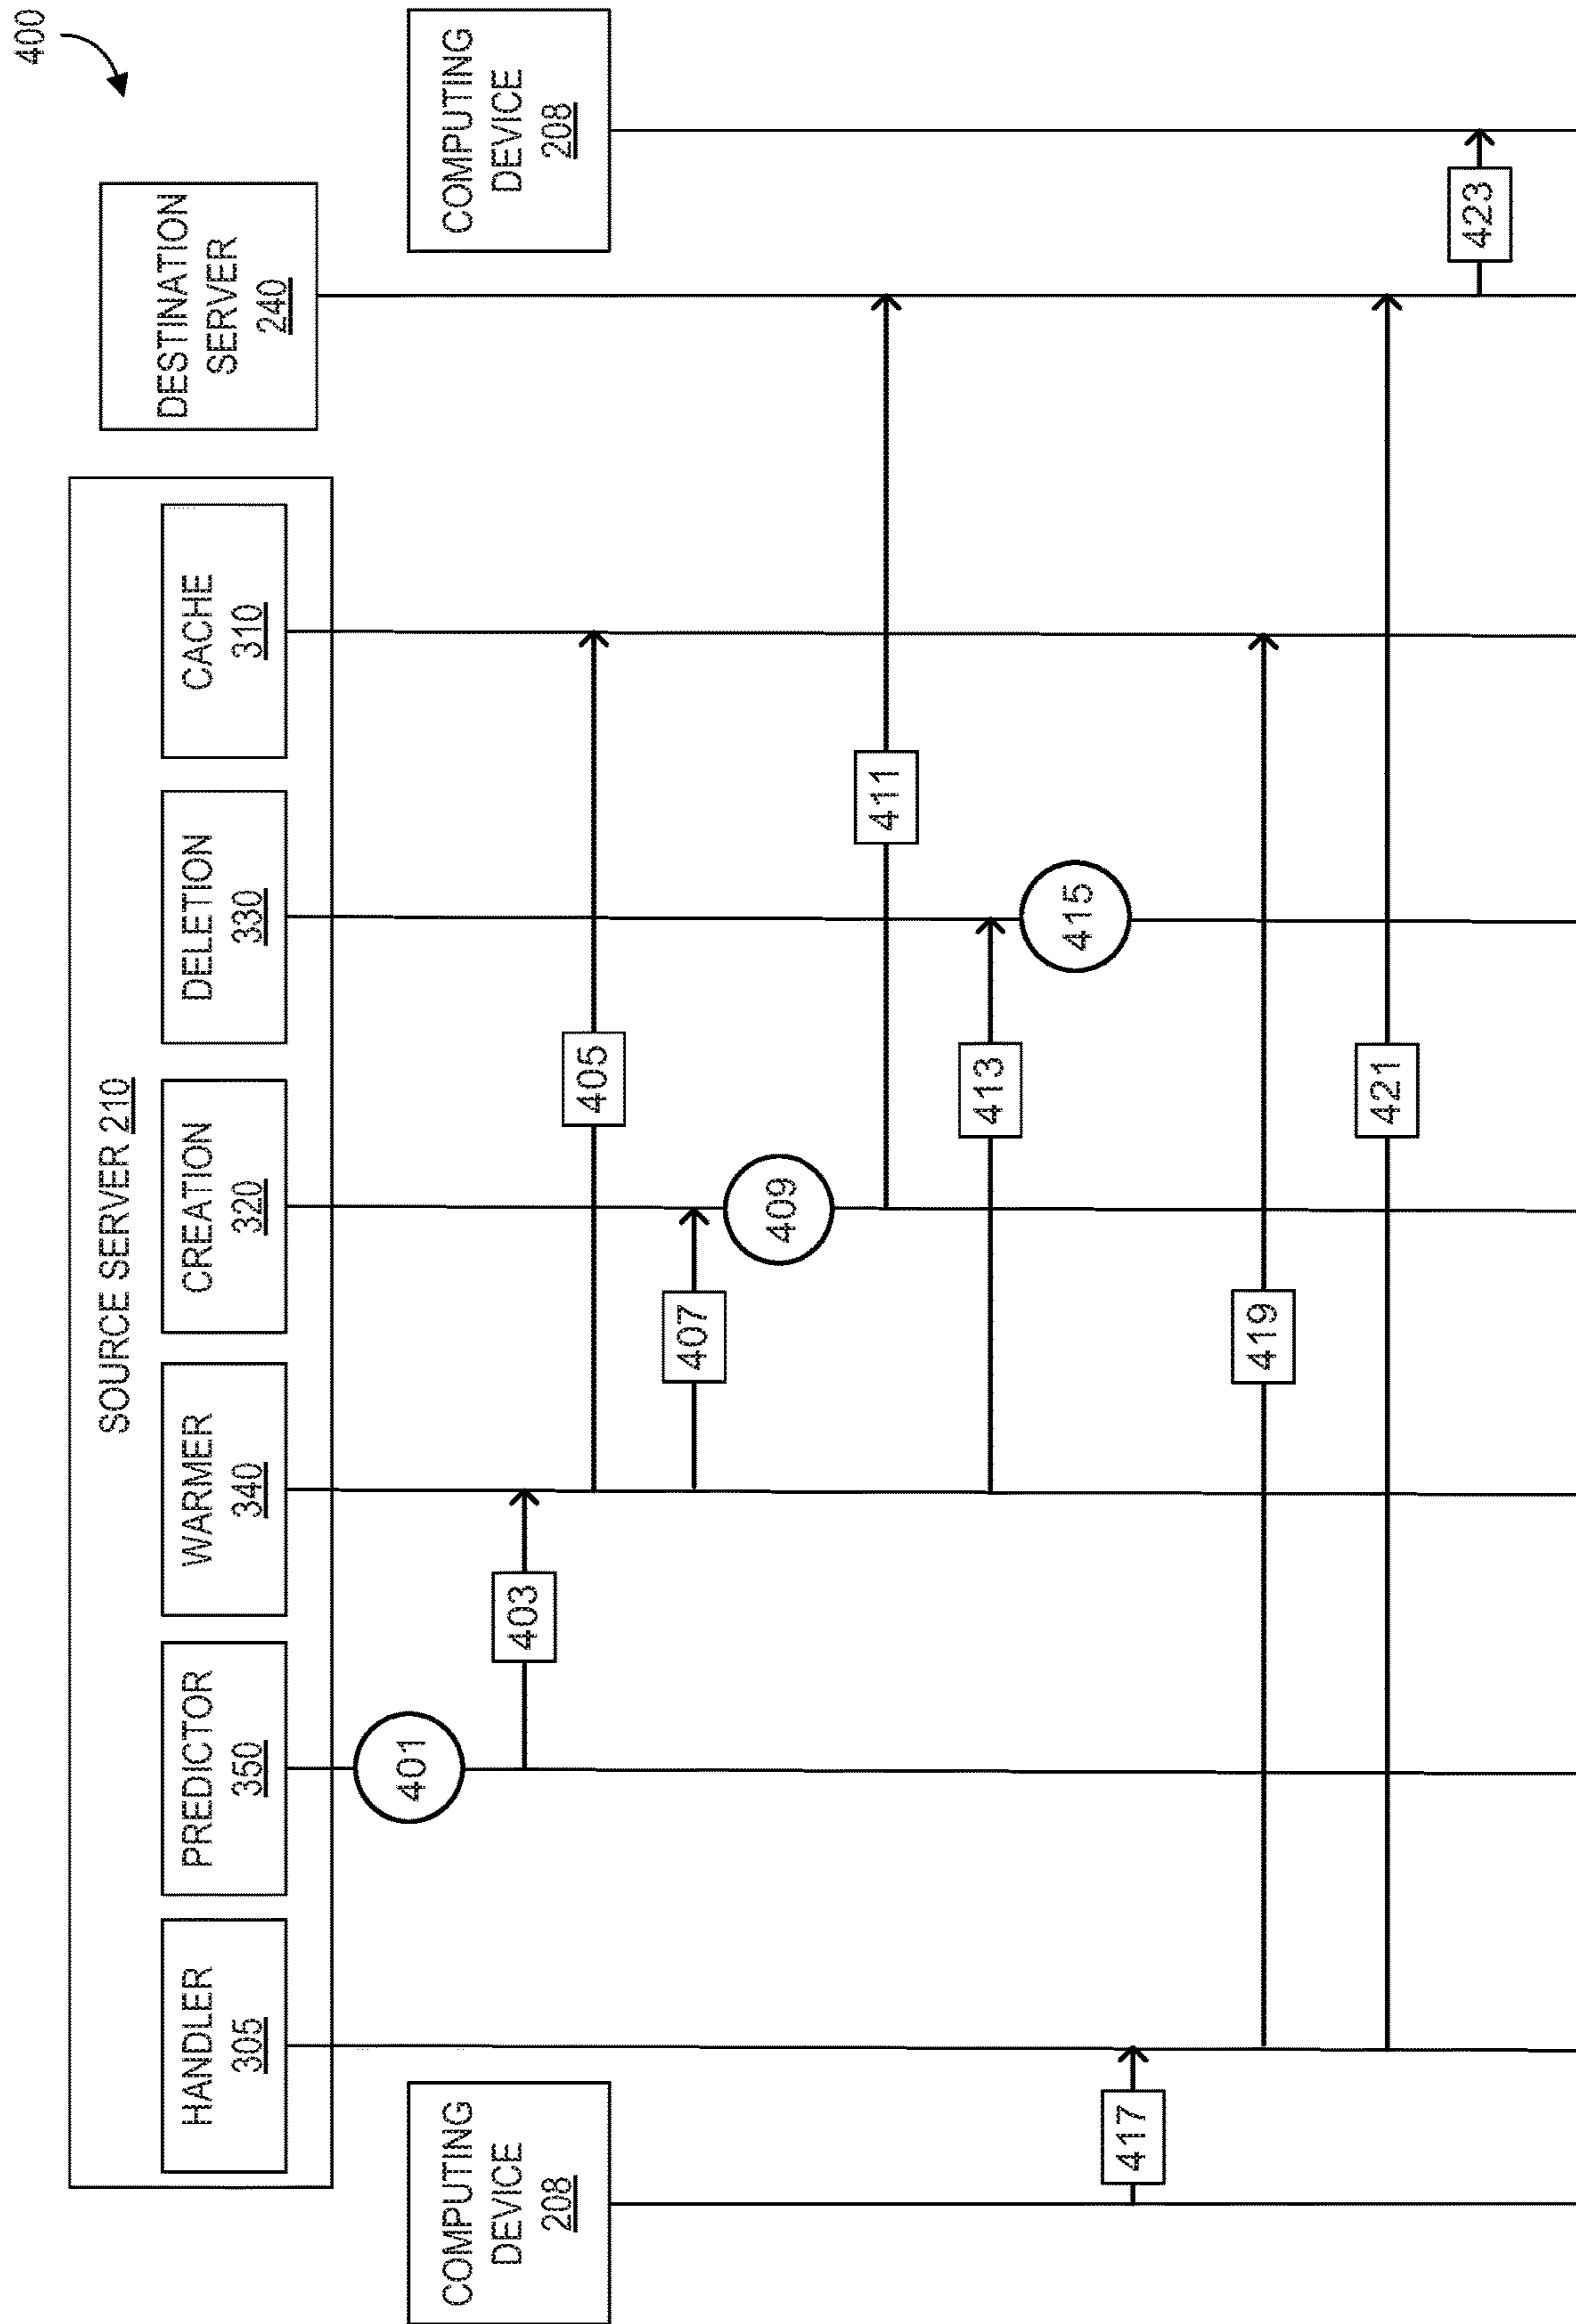 400
SOURCE SERVER 210
HANDLER
305
PREDICTOR
350
WARMER
340
CREATION
320
DELETION
330
CACHE
310
DESTINATION
SERVER
240
COMPUTING
DEVICE
208
COMPUTING
DEVICE
208
401
403
405
407
409
411
413
415
417
419
421
423